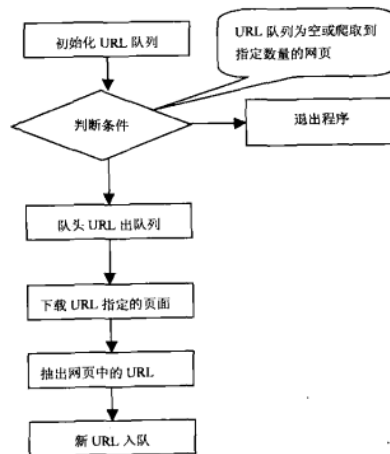 初始化 URL 队列
URL 队列为空或爬取到
指定数量的网页
判断条件
退出程序
队头 URL 出队列
下载 URL 指定的页面
抽出网页中的 URL
新 URL 入队